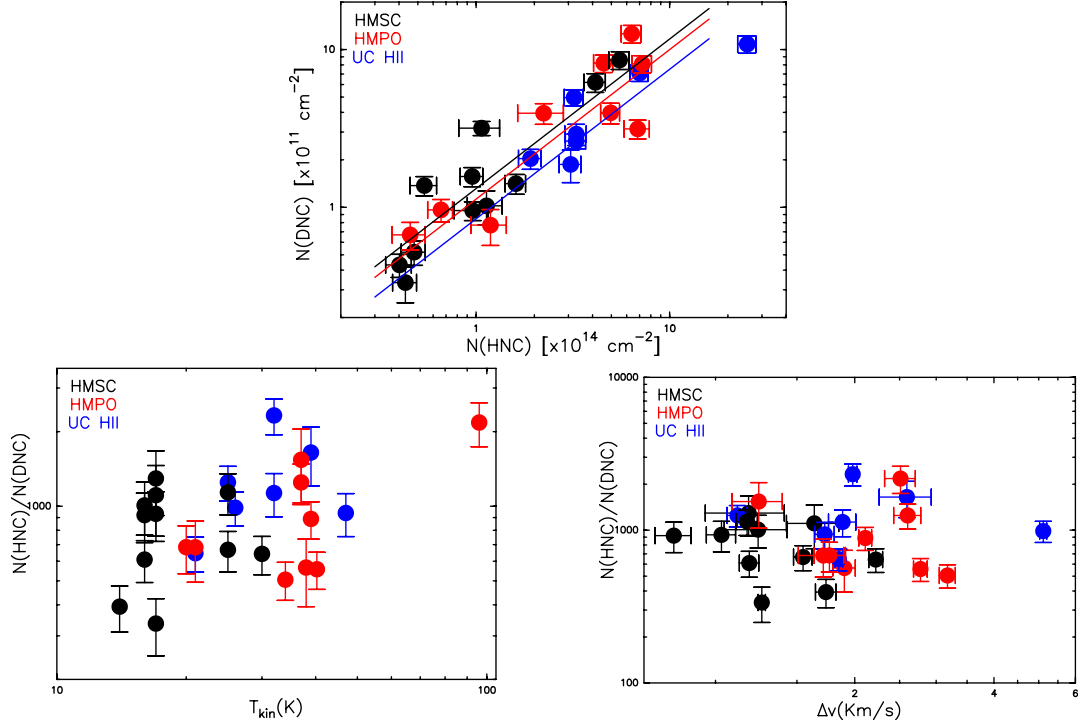 HMSC
HMPO
UC HII
10
1
N(DNC) [x10¹¹ cm⁻²]
1
10
N(HNC) [x10¹⁴ cm⁻²]
HMSC
HMPO
UC HII
1000
N(HNC)/N(DNC)
10
100
T_kin(K)
HMSC
HMPO
UC HII
10000
1000
100
N(HNC)/N(DNC)
2
4
6
Δv(Km/s)